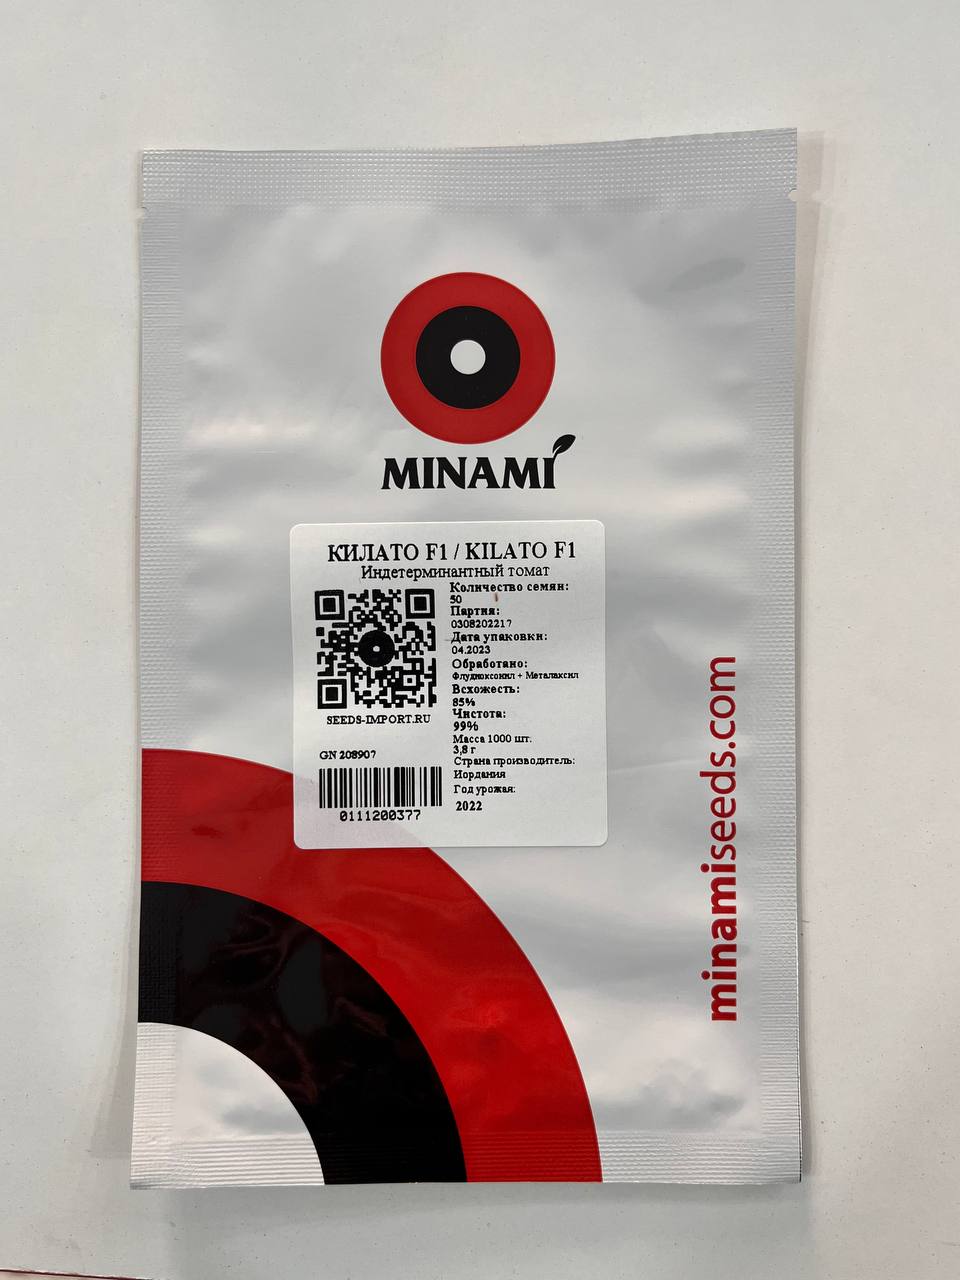 MINAMI
КИЛАТО F1 / KILATO F1
Индетерминантный томат
Количество семян:
50
Партия:
0308202217
Дата упаковки:
04.2023
Обработано:
Флудиоксонил + Металаксил
Всхожесть:
85%
Чистота:
99%
Масса 1000 шт.
3,8 г
Страна производитель:
Иордания
Год урожая:
2022
SEEDS-IMPORT.RU
GN 208907
0111200377
minamiseeds.com